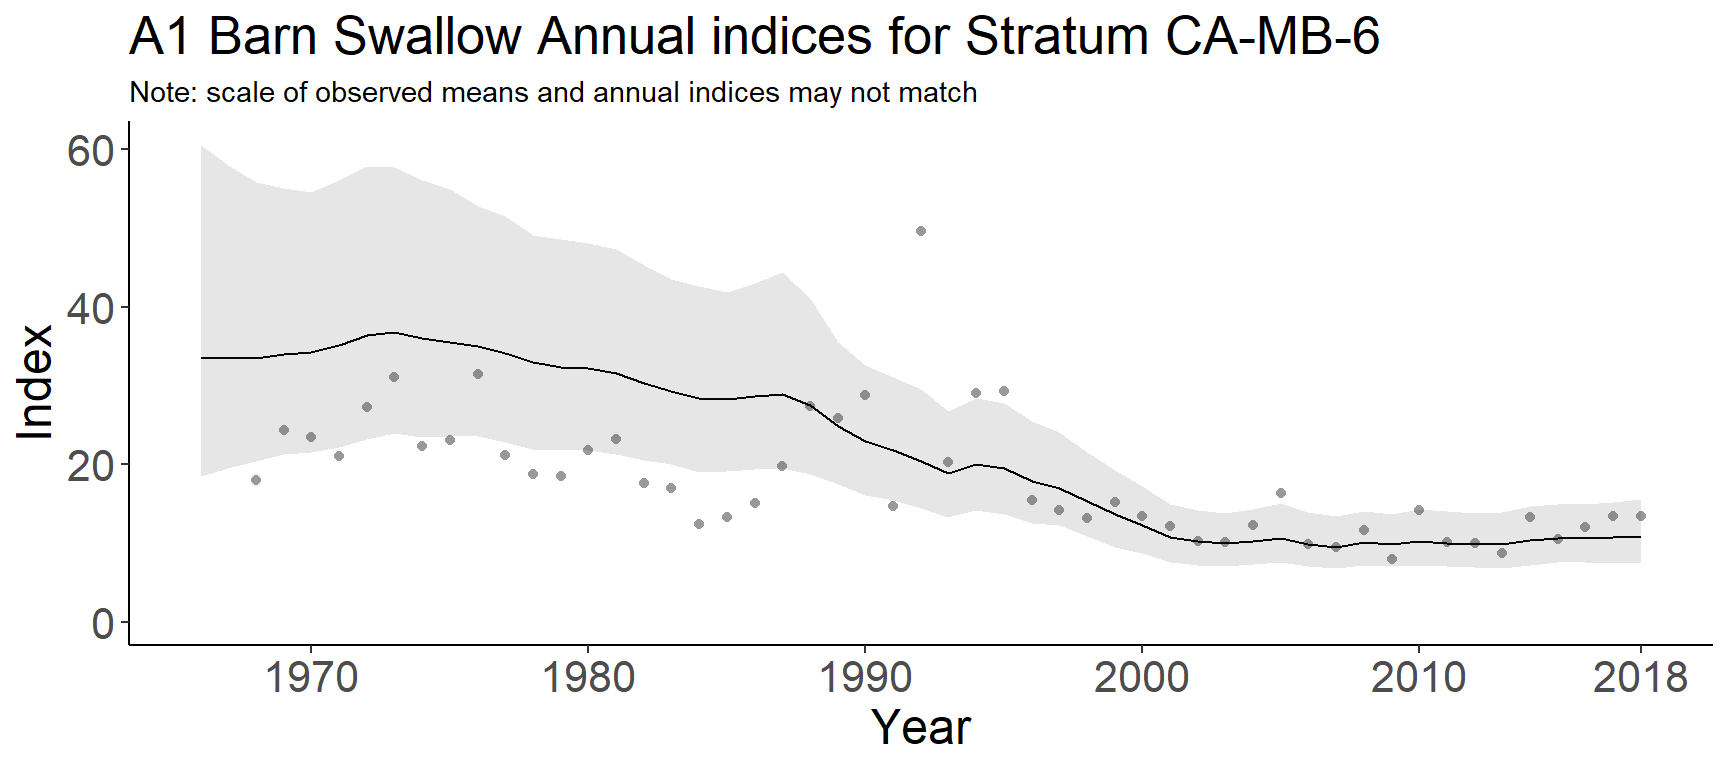 A1 Barn Swallow Annual indices for Stratum CA-MB-6
Note: scale of observed means and annual indices may not match
60
40
20
0
Index
1970 1980 1990 2000 2010 2018
Year